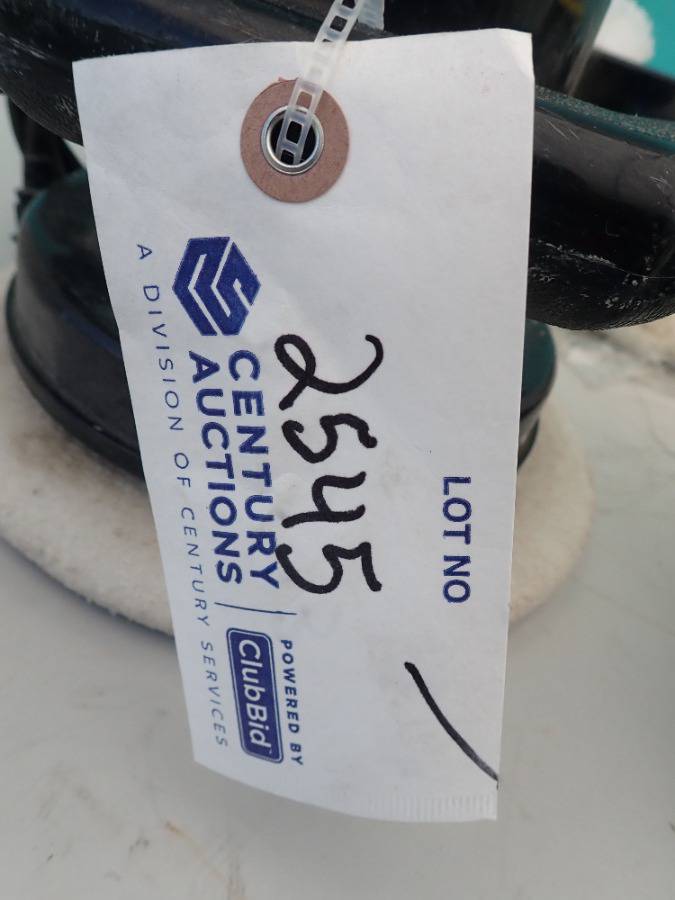 LOT NO
2545
CENTURY
AUCTIONS
A DIVISION OF CENTURY SERVICES
POWERED BY
ClubBid